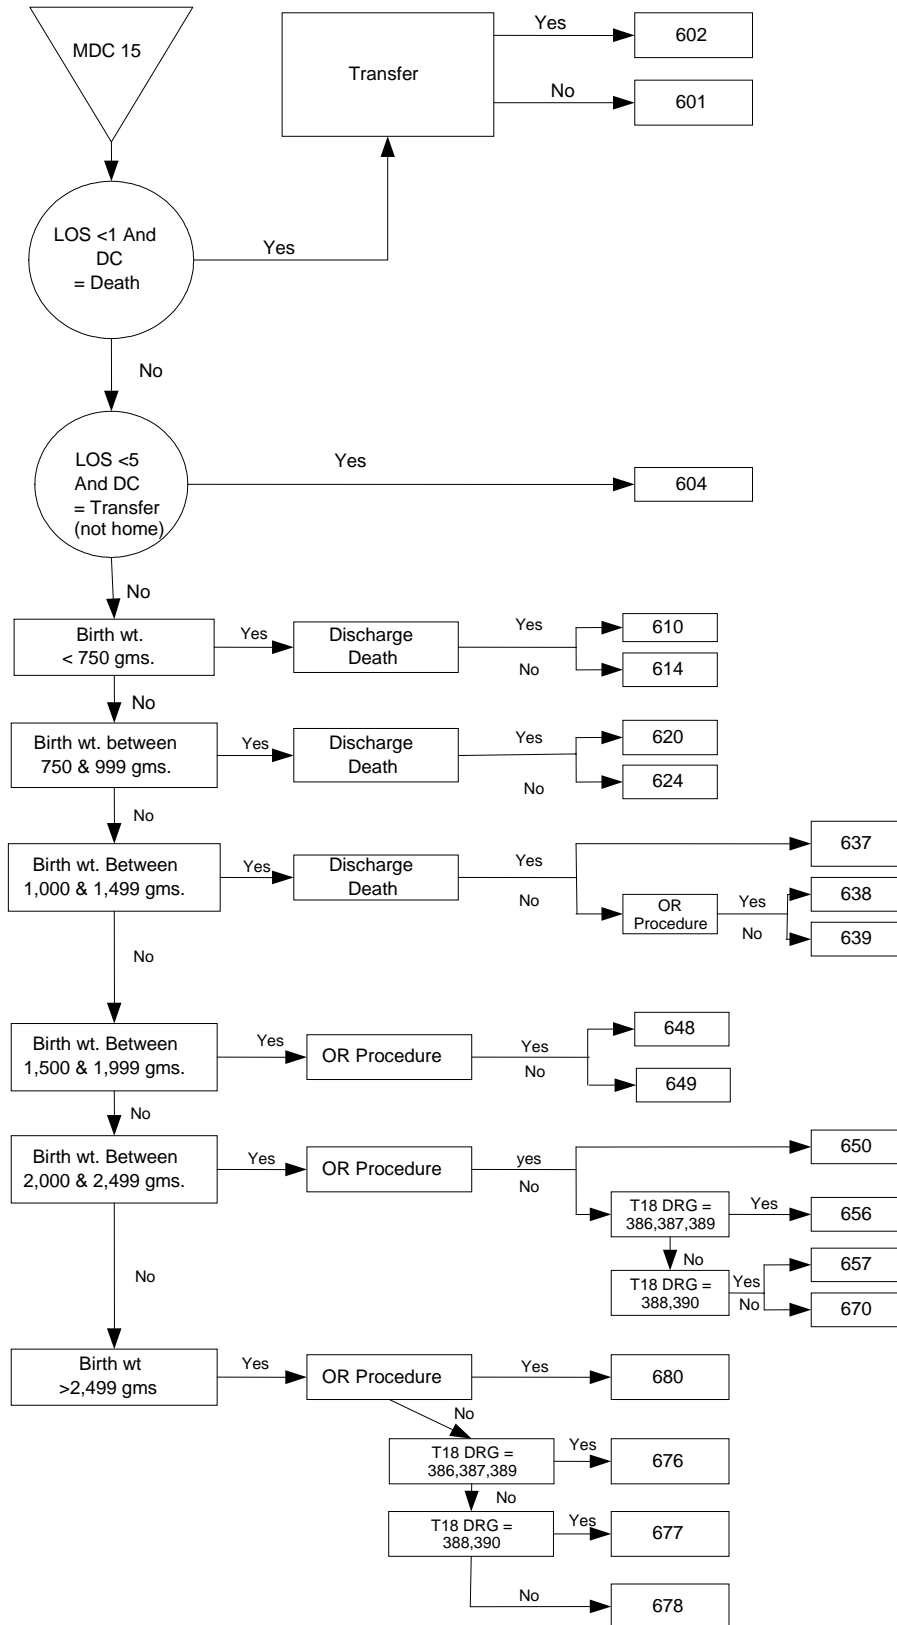 MDC 15
Transfer
Yes
602
No
601
LOS <1 And
DC
= Death
Yes
No
LOS <5
And DC
= Transfer
(not home)
Yes
604
No
Birth wt.
< 750 gms.
Yes
Discharge
Death
Yes
610
No
614
No
Birth wt. between
750 & 999 gms.
Yes
Discharge
Death
Yes
620
No
624
No
Birth wt. Between
1,000 & 1,499 gms.
Yes
Discharge
Death
Yes
637
No
OR
Procedure
Yes
638
No
639
No
Birth wt. Between
1,500 & 1,999 gms.
Yes
OR Procedure
Yes
648
No
649
No
Birth wt. Between
2,000 & 2,499 gms.
Yes
OR Procedure
yes
650
No
T18 DRG =
386,387,389
Yes
656
No
T18 DRG =
388,390
Yes
657
No
670
No
Birth wt
>2,499 gms
Yes
OR Procedure
Yes
680
No
T18 DRG =
386,387,389
Yes
676
No
T18 DRG =
388,390
Yes
677
No
678